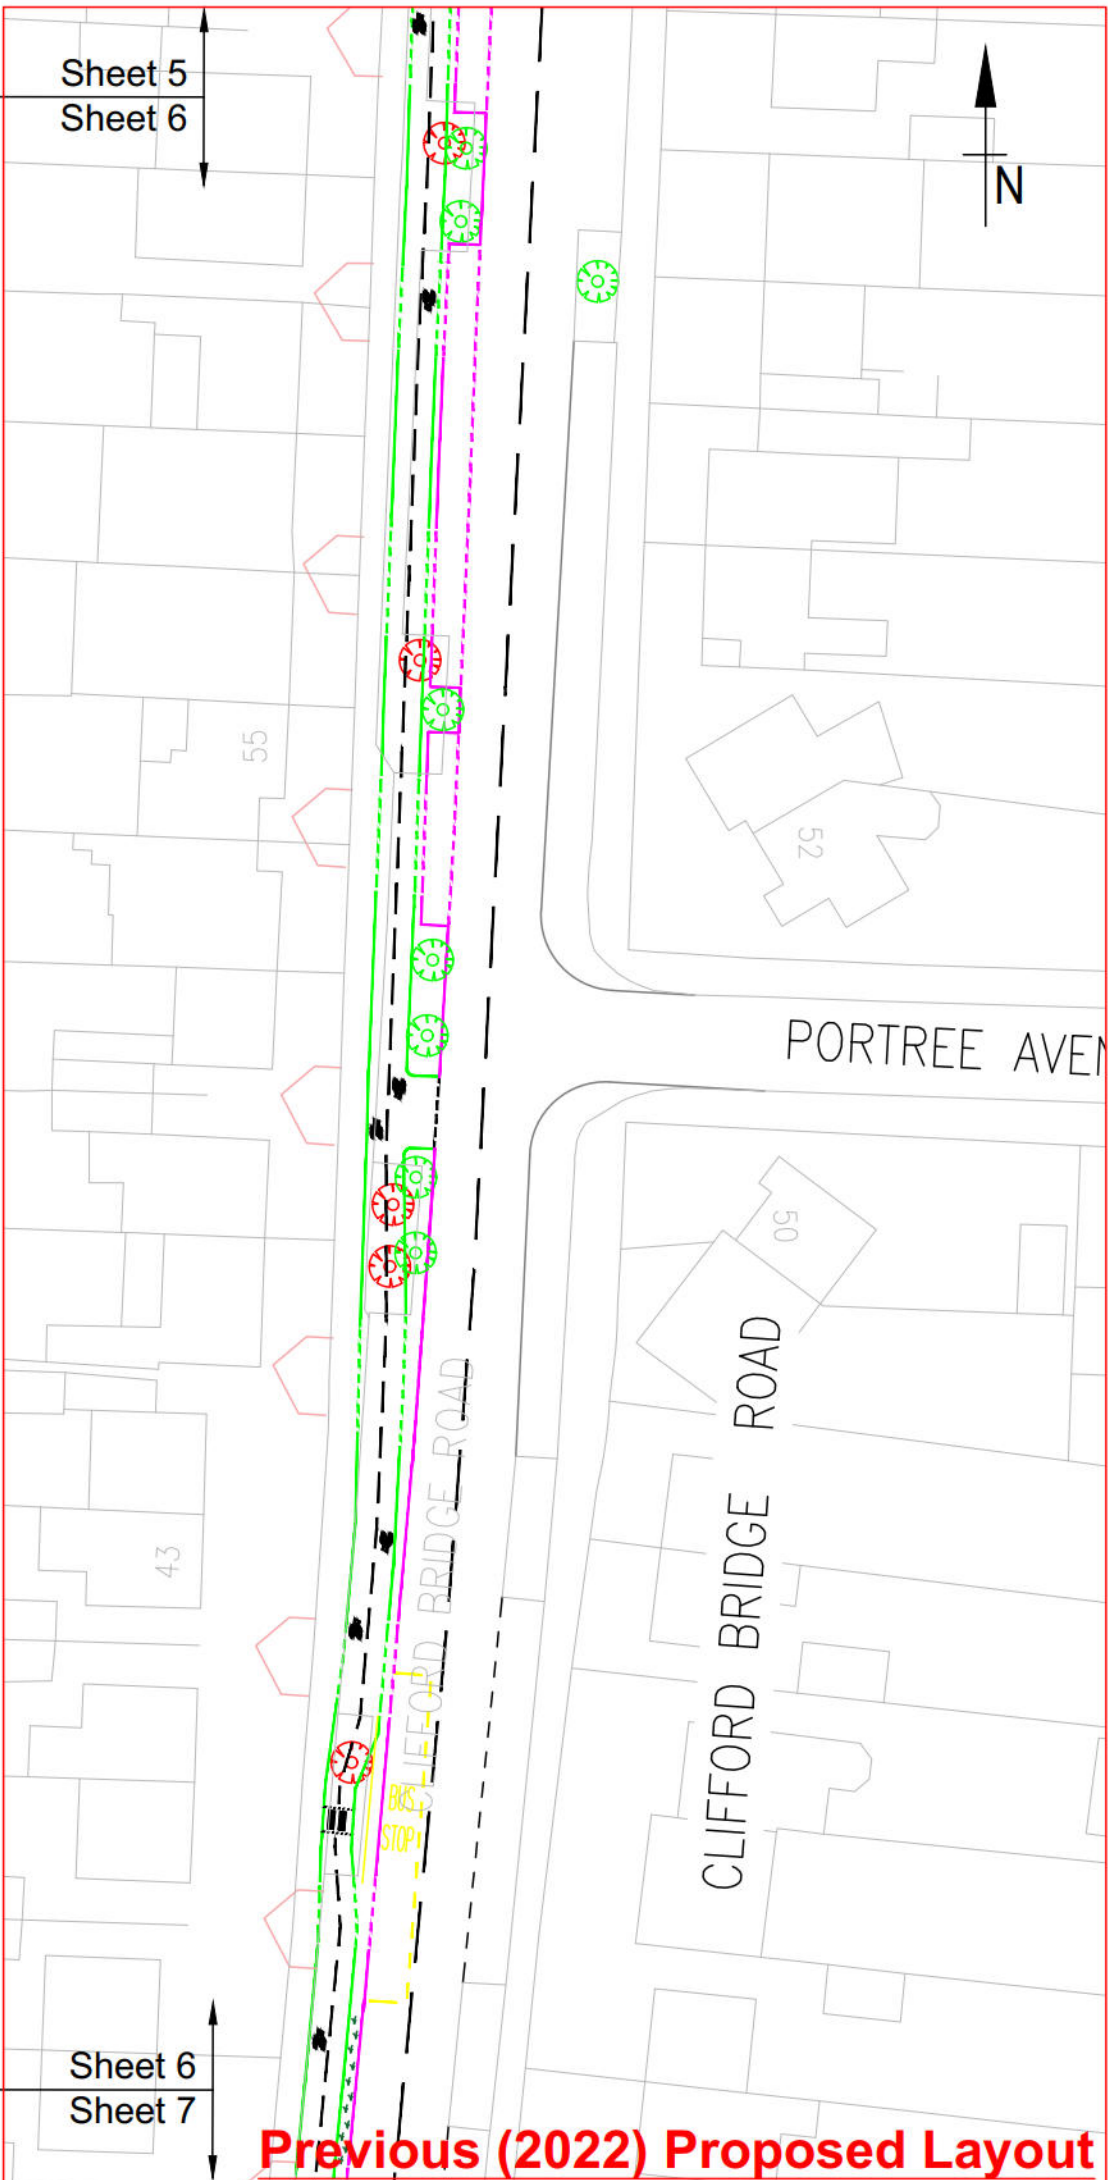 Sheet 5
Sheet 6
N
55
52
PORTREE AVEN
50
CLIFFORD BRIDGE ROAD
CLIFFORD BRIDGE ROAD
43
BUS
STOP
Sheet 6
Sheet 7
Previous (2022) Proposed Layout